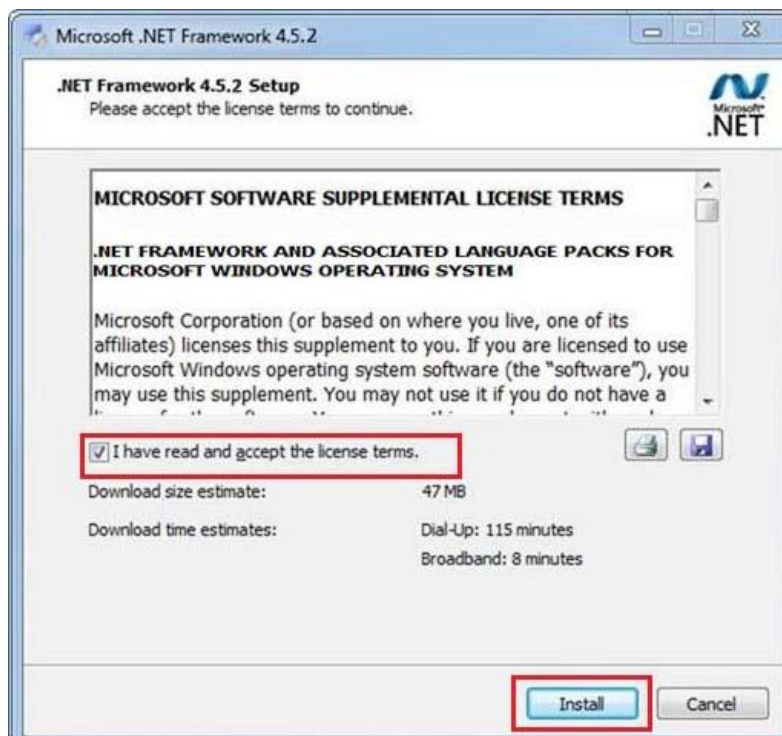 Microsoft .NET Framework 4.5.2
.NET Framework 4.5.2 Setup
Please accept the license terms to continue.
Microsoft
.NET
MICROSOFT SOFTWARE SUPPLEMENTAL LICENSE TERMS
.NET FRAMEWORK AND ASSOCIATED LANGUAGE PACKS FOR
MICROSOFT WINDOWS OPERATING SYSTEM
Microsoft Corporation (or based on where you live, one of its
affiliates) licenses this supplement to you. If you are licensed to use
Microsoft Windows operating system software (the “software”), you
may use this supplement. You may not use it if you do not have a
I have read and accept the license terms.
Download size estimate: 47 MB
Download time estimates: Dial-Up: 115 minutes
Broadband: 8 minutes
Install Cancel